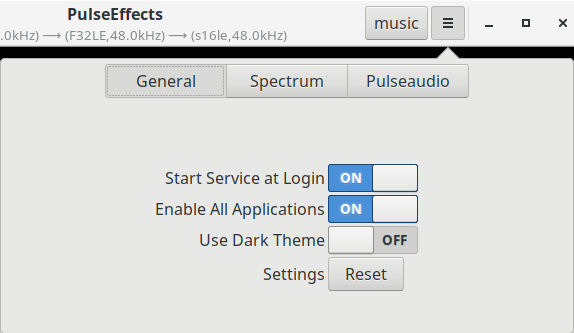 PulseEffects
music
.0kHz) ⟶ (F32LE,48.0kHz) ⟶ (s16le,48.0kHz)
General Spectrum Pulseaudio
Start Service at Login ON
Enable All Applications ON
Use Dark Theme OFF
Settings Reset